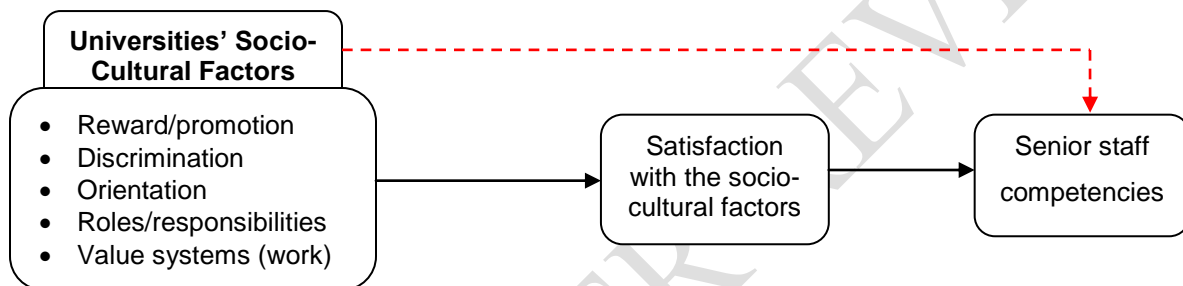 Universities’ Socio-
Cultural Factors
• Reward/promotion
• Discrimination
• Orientation
• Roles/responsibilities
• Value systems (work)
Satisfaction
with the socio-
cultural factors
Senior staff
competencies